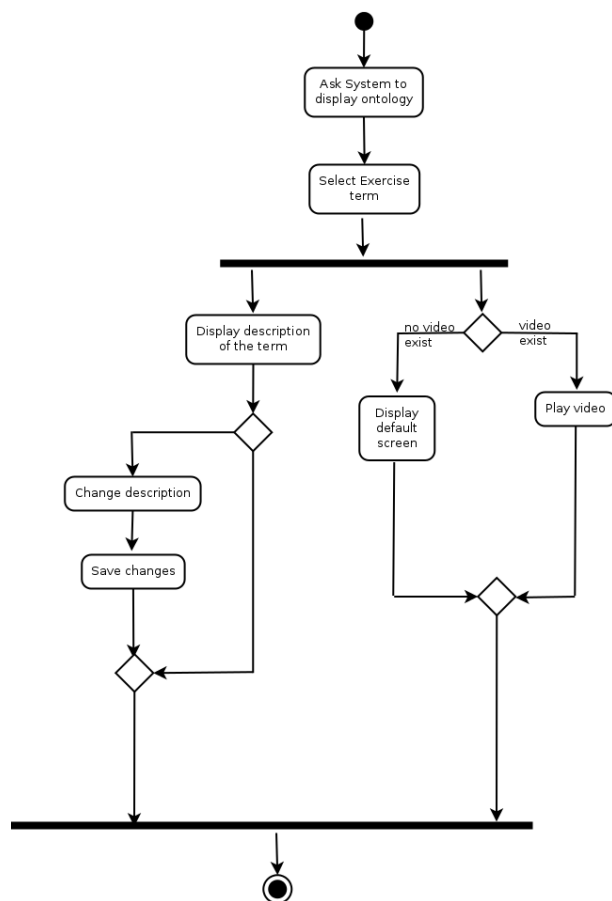 Ask System to
display ontology
Select Exercise
term
Display description
of the term
no video
exist
video
exist
Display
default
screen
Play video
Change description
Save changes